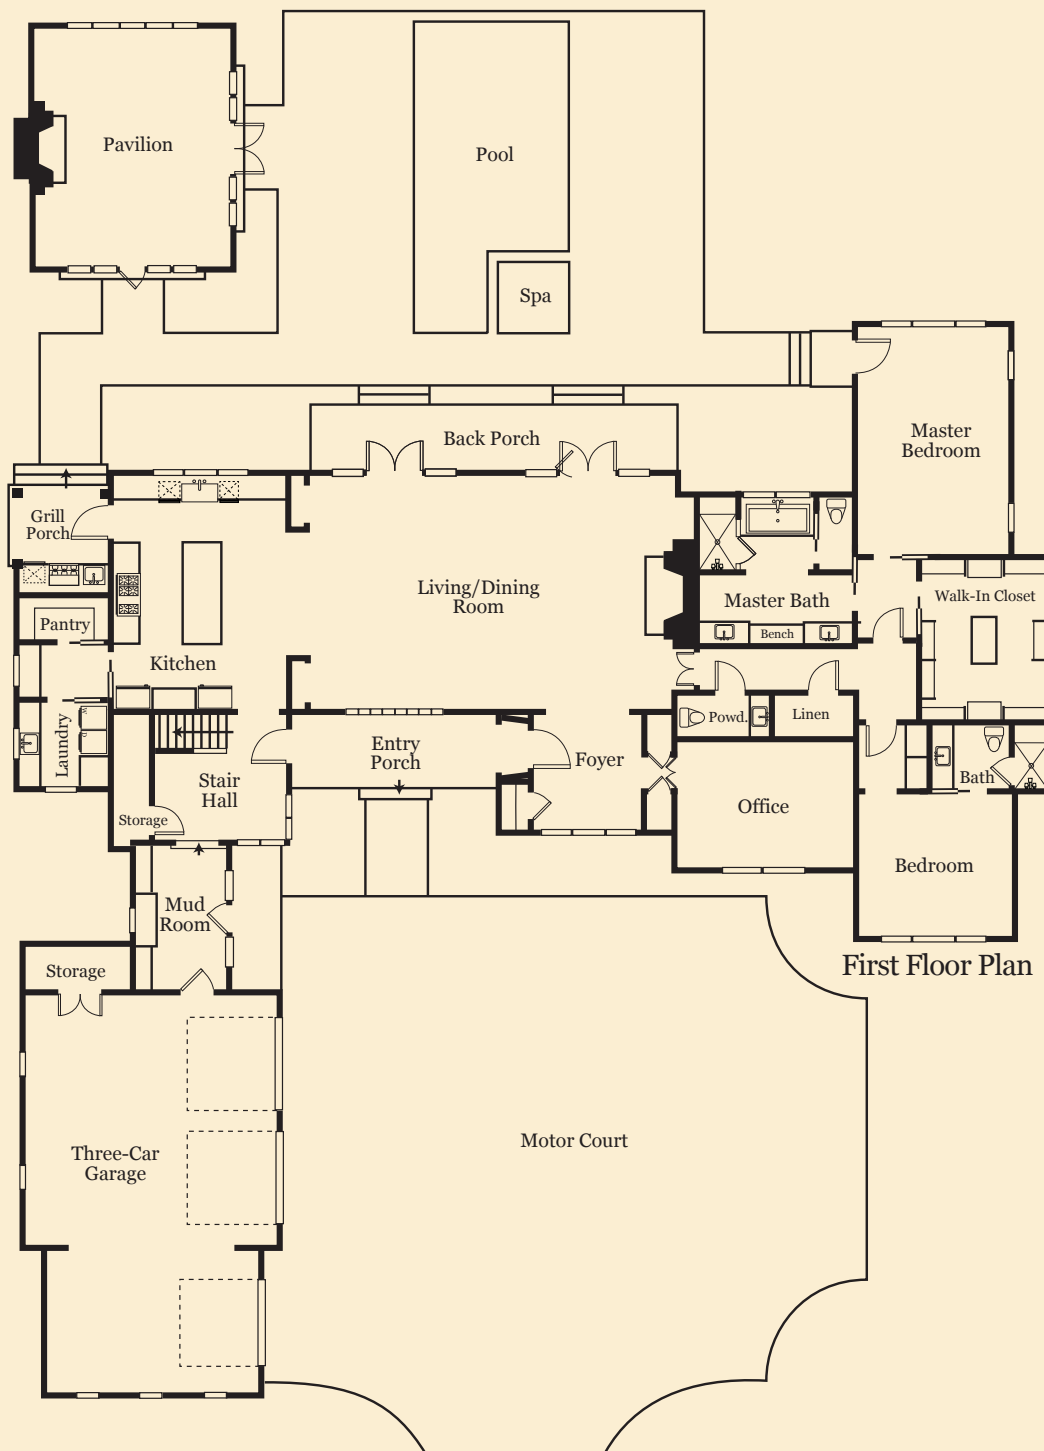 Pavilion
Pool
Spa
Master
Bedroom
Back Porch
Grill
Porch
Living/Dining
Room
Master Bath
Walk-In Closet
Pantry
Bench
Kitchen
Laundry
W
D
Powd.
Linen
Entry
Porch
Foyer
Stair
Hall
Bath
Office
Storage
Bedroom
Mud
Room
First Floor Plan
Storage
Motor Court
Three-Car
Garage